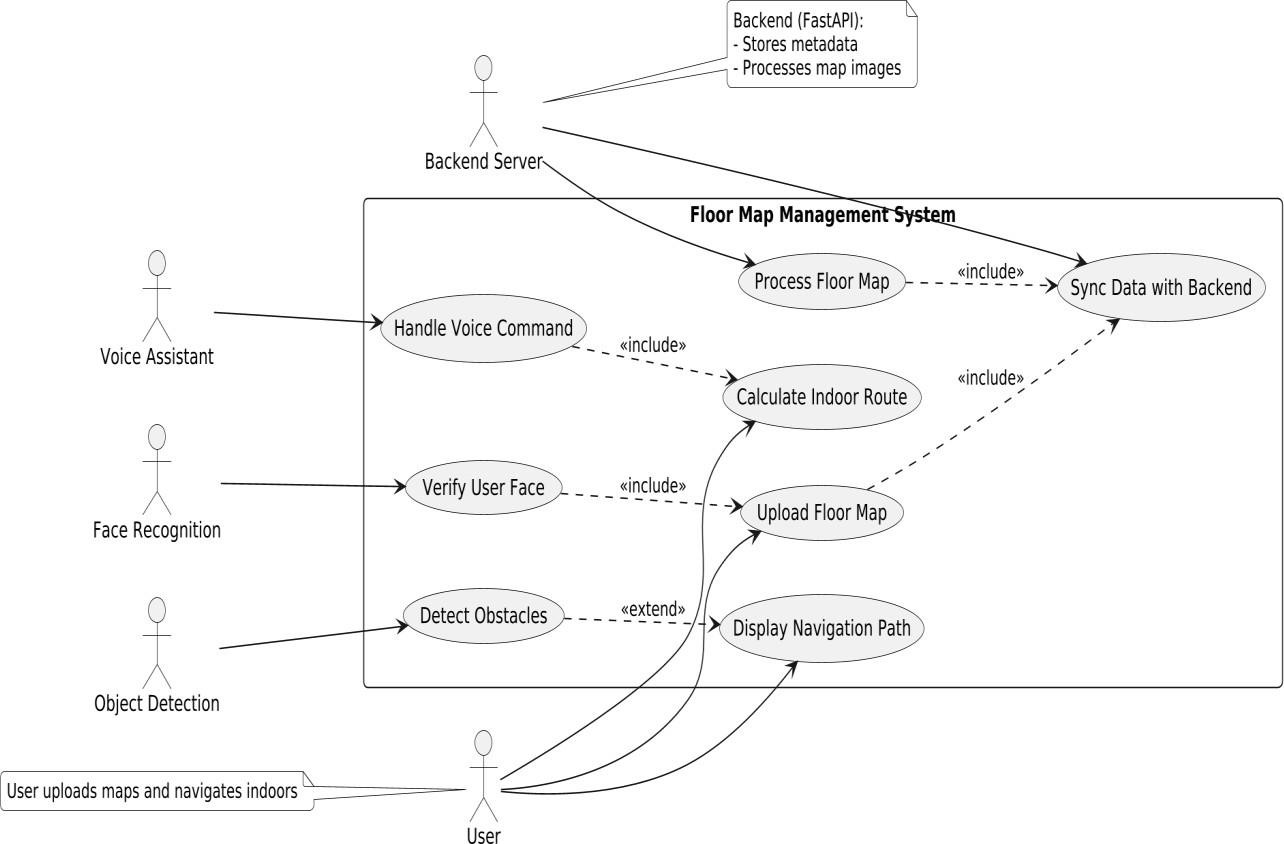 Backend (FastAPI):
- Stores metadata
- Processes map images
Backend Server
Floor Map Management System
Process Floor Map
«include»
Sync Data with Backend
Voice Assistant
Handle Voice Command
«include»
Calculate Indoor Route
«include»
Face Recognition
Verify User Face
«include»
Upload Floor Map
Object Detection
Detect Obstacles
«extend»
Display Navigation Path
User uploads maps and navigates indoors
User